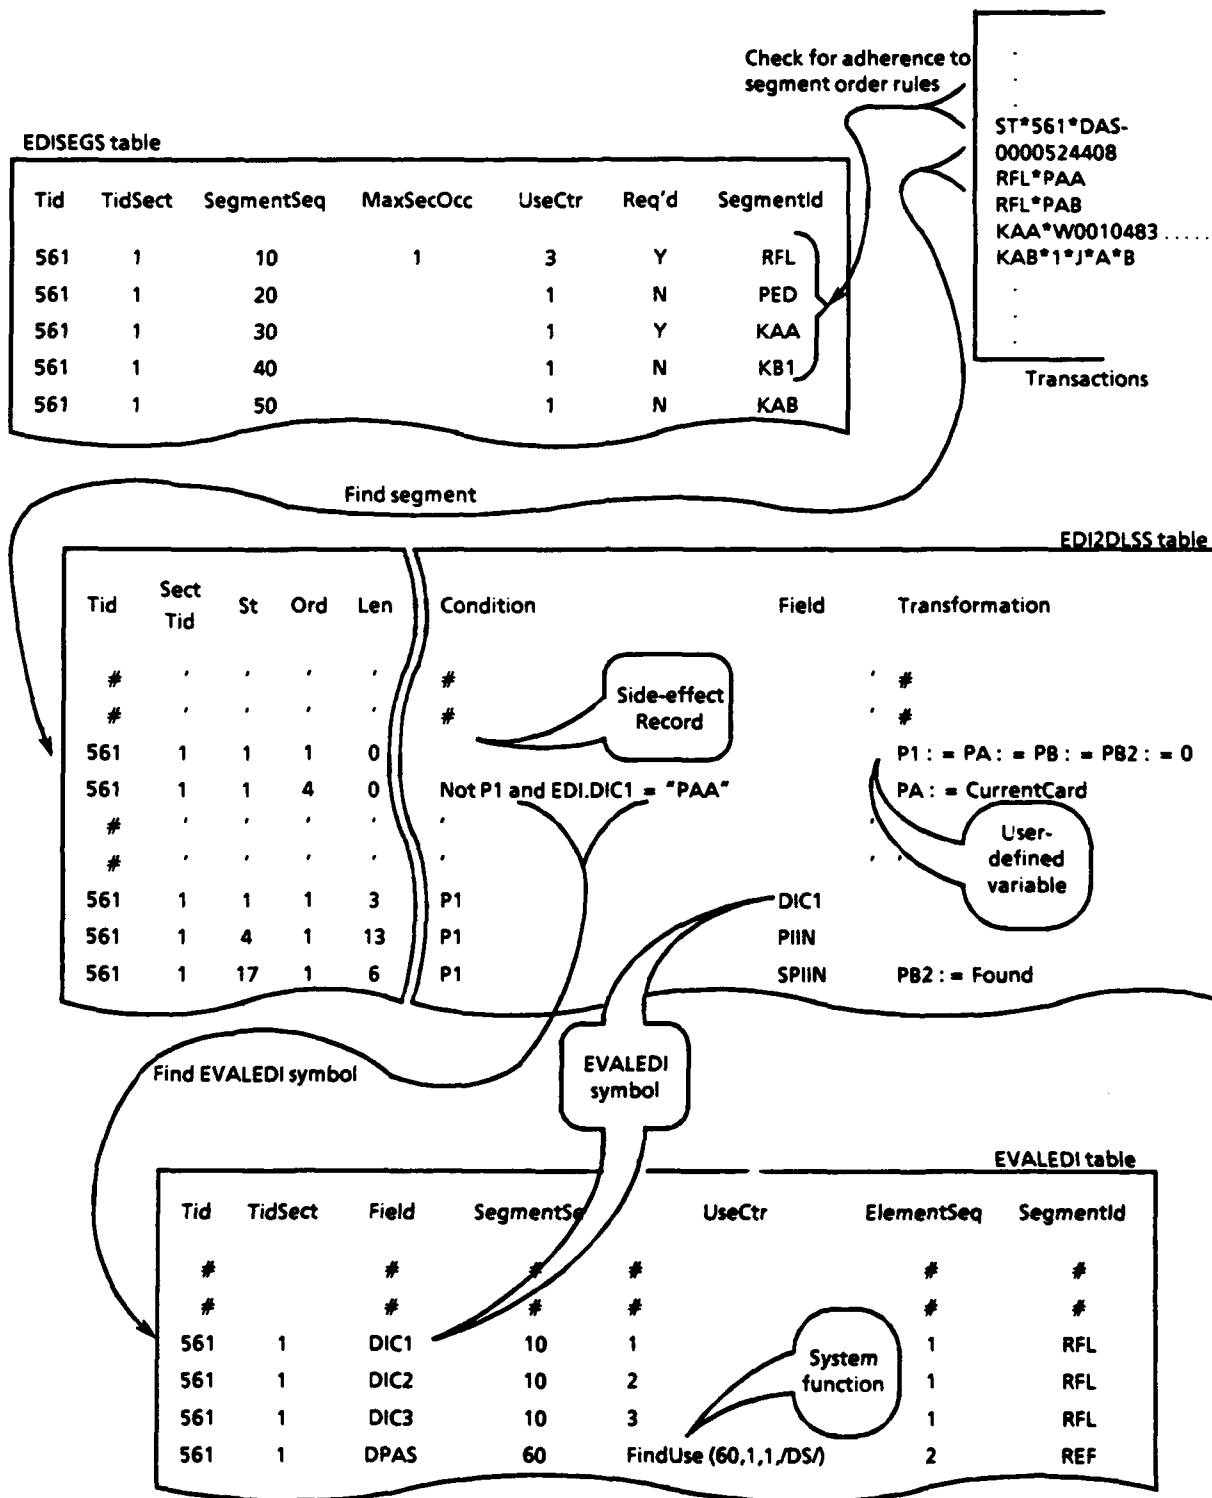 Check for adherence to
segment order rules
.
.
.
ST*561*DAS-
0000524408
RFL*PAA
RFL*PAB
KAA*W0010483 .....
KAB*1*J*A*B
.
.
.
Transactions
EDISEGS table
Tid TidSect SegmentSeq MaxSecOcc UseCtr Req'd SegmentId
561 1 10 1 3 Y RFL
561 1 20 1 N PED
561 1 30 1 Y KAA
561 1 40 1 N KB1
561 1 50 1 N KAB
Find segment
EDI2DLSS table
Tid Sect Tid St Ord Len Condition Field Transformation
# ' ' ' ' # ' #
# ' ' ' ' # ' #
Side-effect
Record
561 1 1 1 0 P1 : = PA : = PB : = PB2 : = 0
561 1 1 4 0 Not P1 and EDI.DIC1 = "PAA" PA : = CurrentCard
# ' ' ' ' ' '
# ' ' ' ' ' ' '
User-
defined
variable
561 1 1 1 3 P1 DIC1
561 1 4 1 13 P1 PIIN
561 1 17 1 6 P1 SPIIN PB2 : = Found
Find EVALEDI symbol
EVALEDI
symbol
EVALEDI table
Tid TidSect Field SegmentSe UseCtr ElementSeq SegmentId
# # # # # #
# # # # # #
561 1 DIC1 10 1 1 RFL
561 1 DIC2 10 2 1 RFL
561 1 DIC3 10 3 1 RFL
561 1 DPAS 60 FindUse (60,1,1,/DS/) 2 REF
System
function